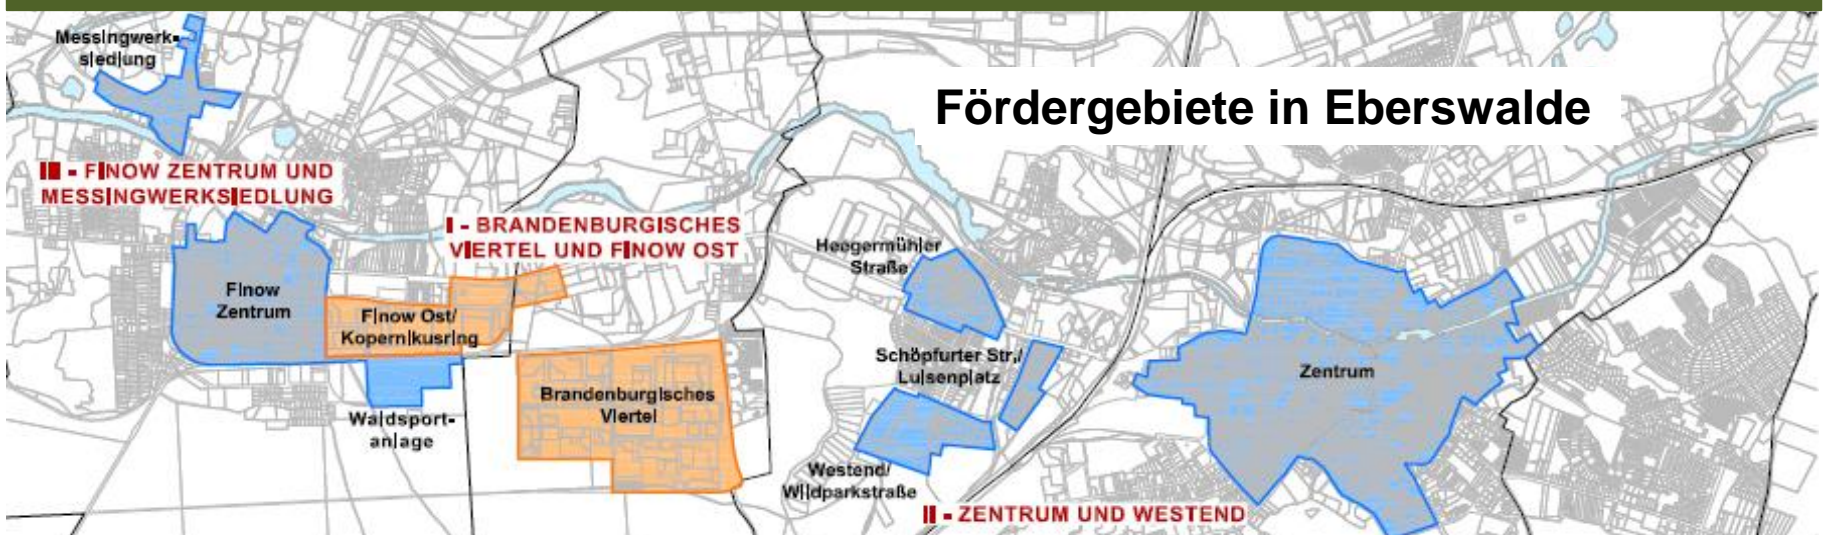 Fördergebiete in Eberswalde
Messingwerk-
siedlung
III - FINOW ZENTRUM UND
MESSINGWERKSIEDLUNG
I - BRANDENBURGISCHES
VIERTEL UND FINOW OST
Finow
Zentrum
Finow Ost/
Kopernikusring
Waldsport-
anlage
Brandenburgisches
Viertel
Heegermühler
Straße
Schöpfurter Str./
Luisenplatz
Westend/
Wildparkstraße
Zentrum
II - ZENTRUM UND WESTEND